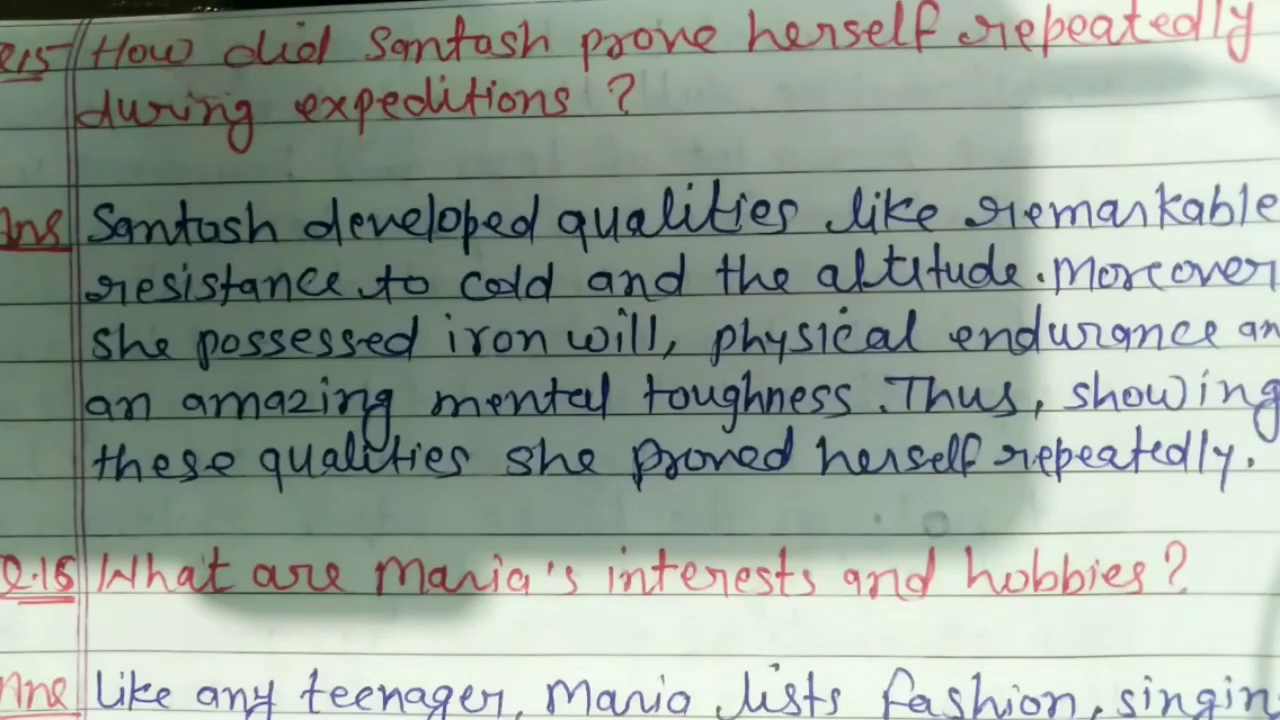 Q.15 How did Santosh prove herself repeatedly
during expeditions ?
Ans Santosh developed qualities like remarkable
resistance to cold and the altitude. Moreover
she possessed iron will, physical endurance an
an amazing mental toughness. Thus, showing
these qualities she proved herself repeatedly.
Q.16 What are Maria's interests and hobbies?
Ans Like any teenager, Maria lists fashion, singin